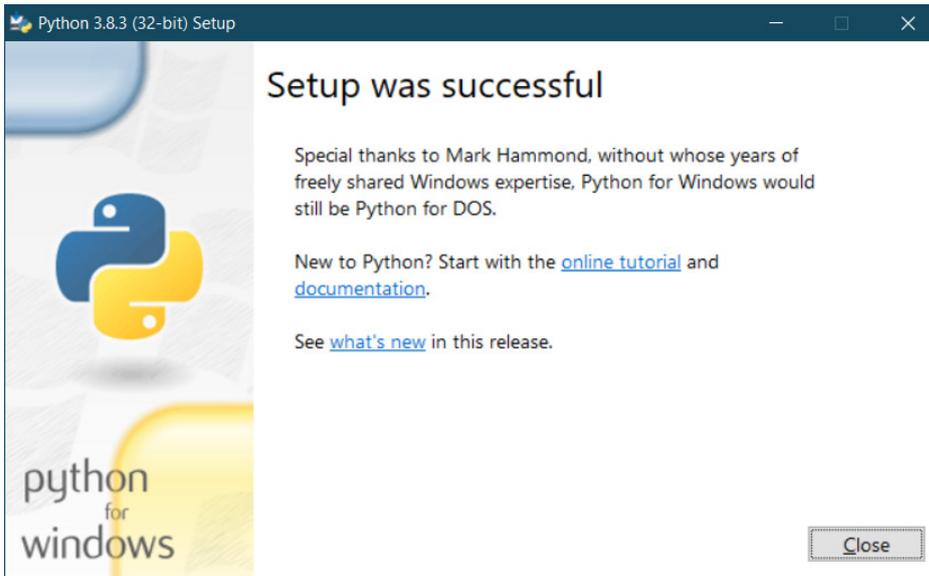 Python 3.8.3 (32-bit) Setup
Setup was successful
Special thanks to Mark Hammond, without whose years of
freely shared Windows expertise, Python for Windows would
still be Python for DOS.
New to Python? Start with the online tutorial and
documentation.
See what's new in this release.
python
for
windows
Close